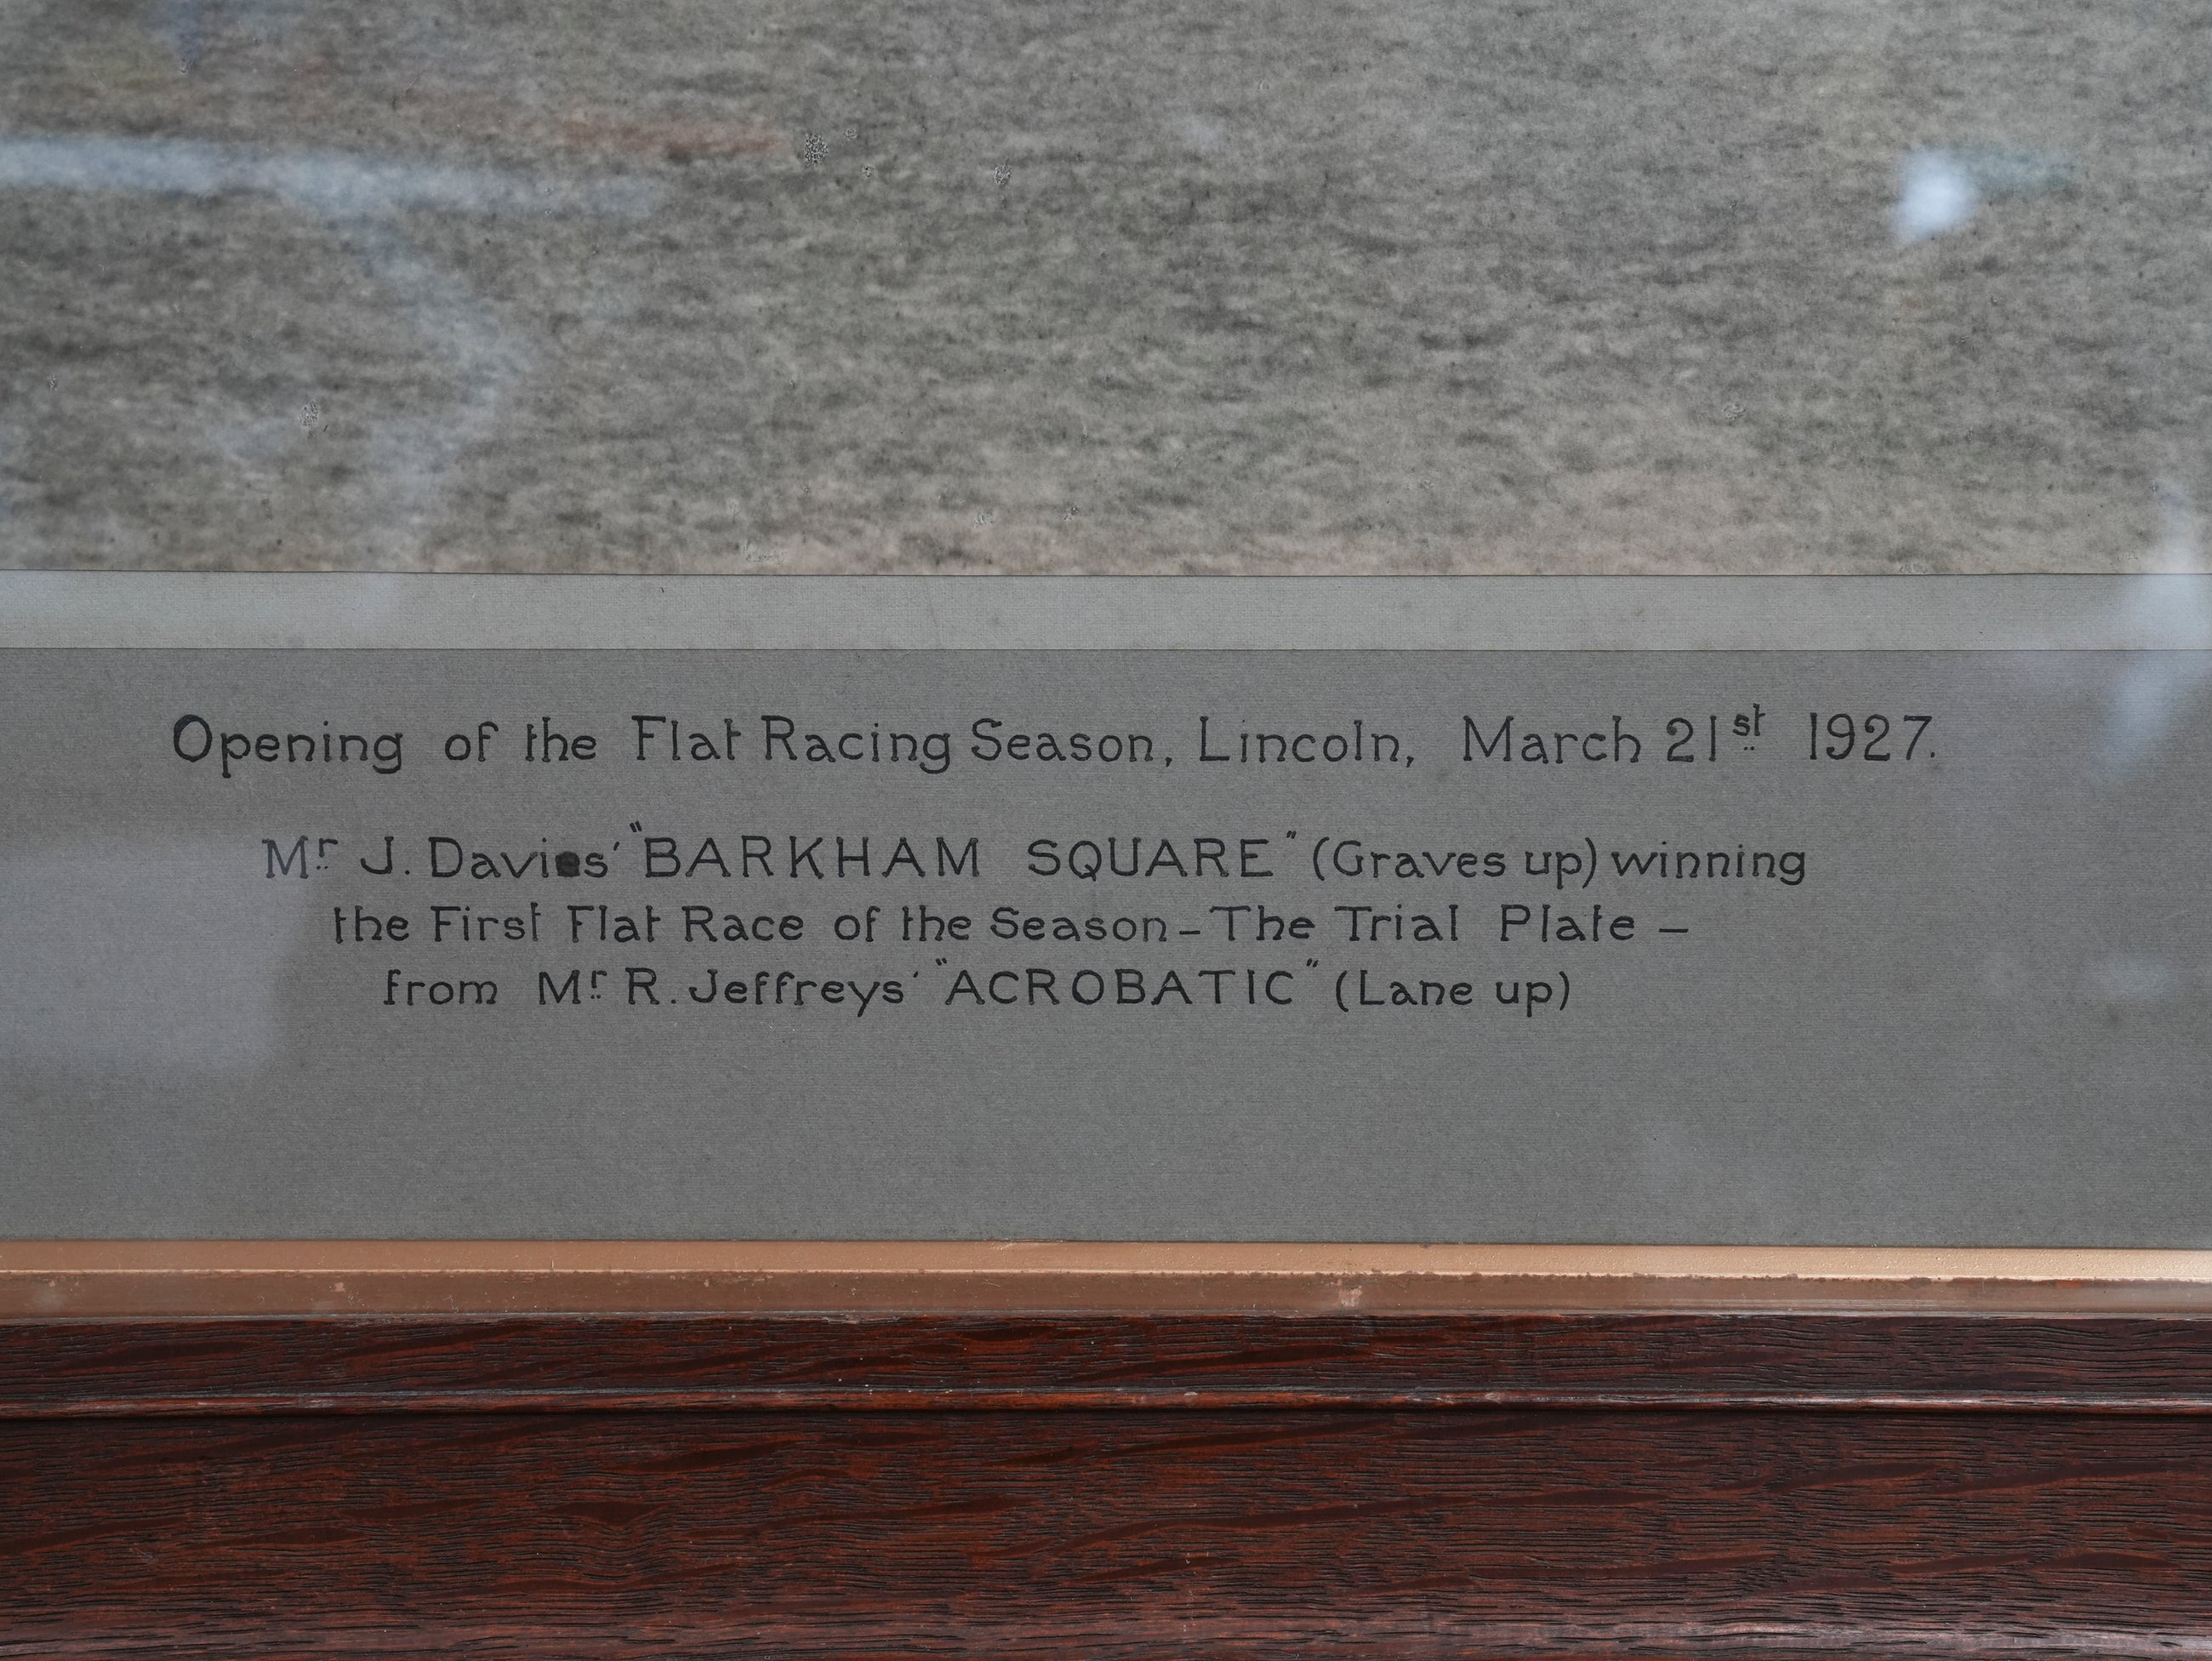 Opening of the Flat Racing Season, Lincoln, March 21st 1927.
Mr J. Davies' "BARKHAM SQUARE" (Graves up) winning
the First Flat Race of the Season – The Trial Plate –
from Mr R. Jeffreys' "ACROBATIC" (Lane up)